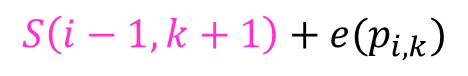 S(i − 1, k + 1) + e(p_{i,k})